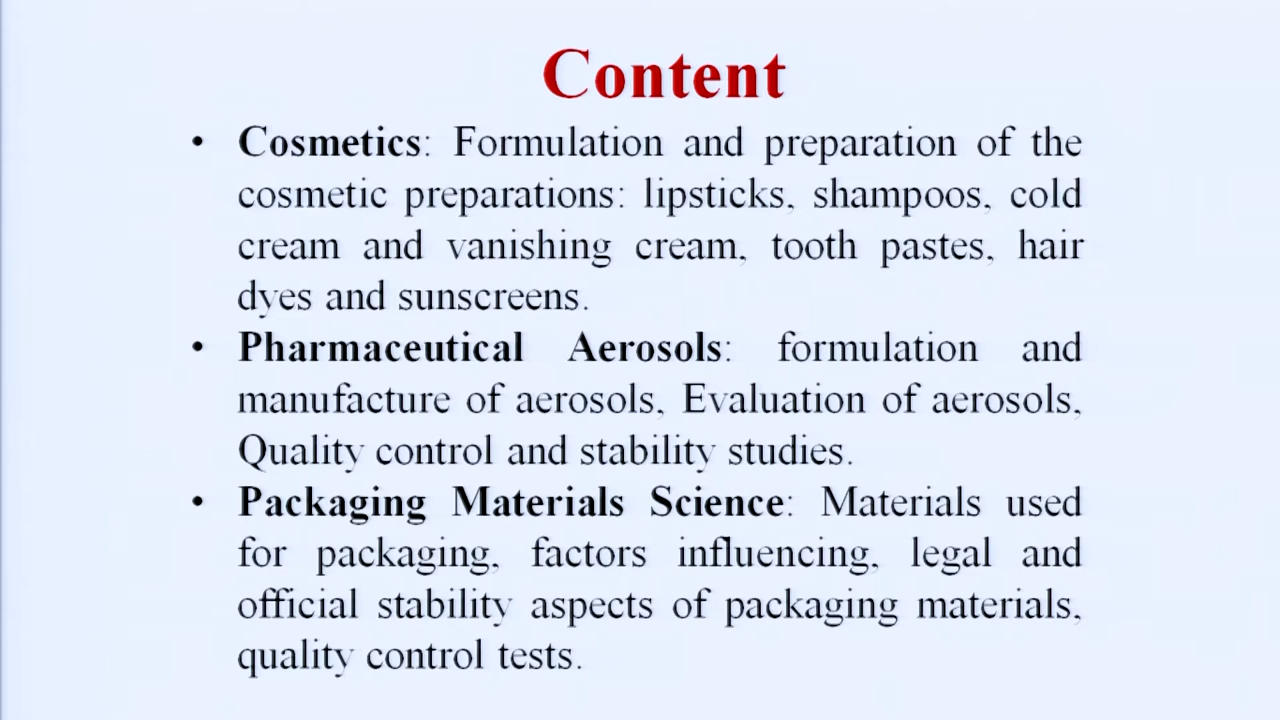 Content
• Cosmetics: Formulation and preparation of the
cosmetic preparations: lipsticks, shampoos, cold
cream and vanishing cream, tooth pastes, hair
dyes and sunscreens.
• Pharmaceutical Aerosols: formulation and
manufacture of aerosols, Evaluation of aerosols,
Quality control and stability studies.
• Packaging Materials Science: Materials used
for packaging, factors influencing, legal and
official stability aspects of packaging materials,
quality control tests.